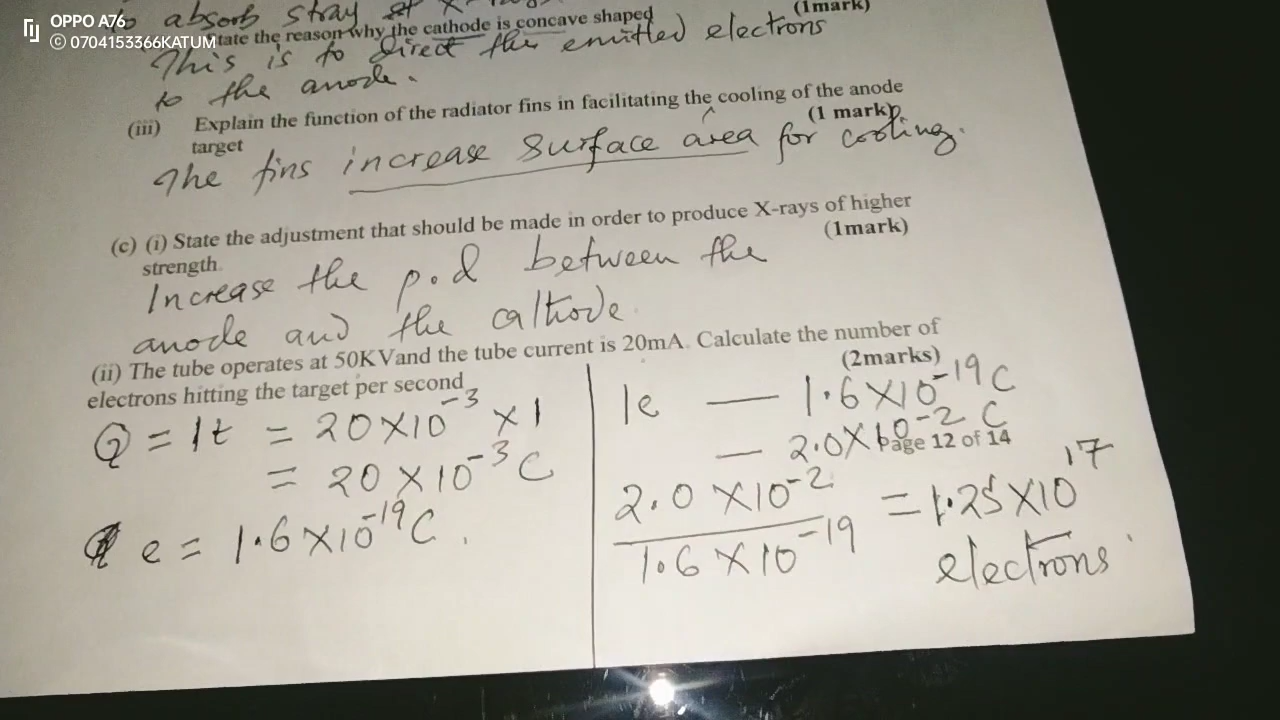 to absorb stray
OPPO A76
© 0704153366KATUM
(1mark)
tate the reason why the cathode is concave shaped
This is to direct the emitted electrons
to the anode.
(iii) Explain the function of the radiator fins in facilitating the cooling of the anode
target (1 mark)
The fins increase surface area for cooling.
(c) (i) State the adjustment that should be made in order to produce X-rays of higher
strength. (1mark)
Increase the p.d between the
anode and the calthode.
(ii) The tube operates at 50KVand the tube current is 20mA. Calculate the number of
electrons hitting the target per second (2marks)
Q = It = 20×10⁻³ ×1
= 20 ×10⁻³ C
e = 1.6×10⁻¹⁹C.
1e — 1.6×10⁻¹⁹ C
— 2.0×10⁻² C
Page 12 of 14
2.0 ×10⁻² / 1.6 ×10⁻¹⁹ = 1.25×10¹⁷
electrons